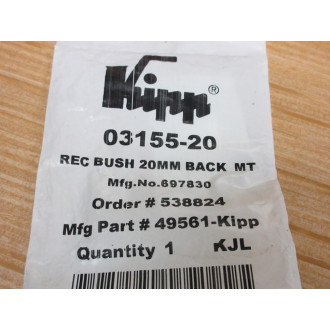 Kipp
03155-20
REC BUSH 20MM BACK MT
Mfg.No.697830
Order # 538824
Mfg Part # 49561-Kipp
Quantity 1 KJL